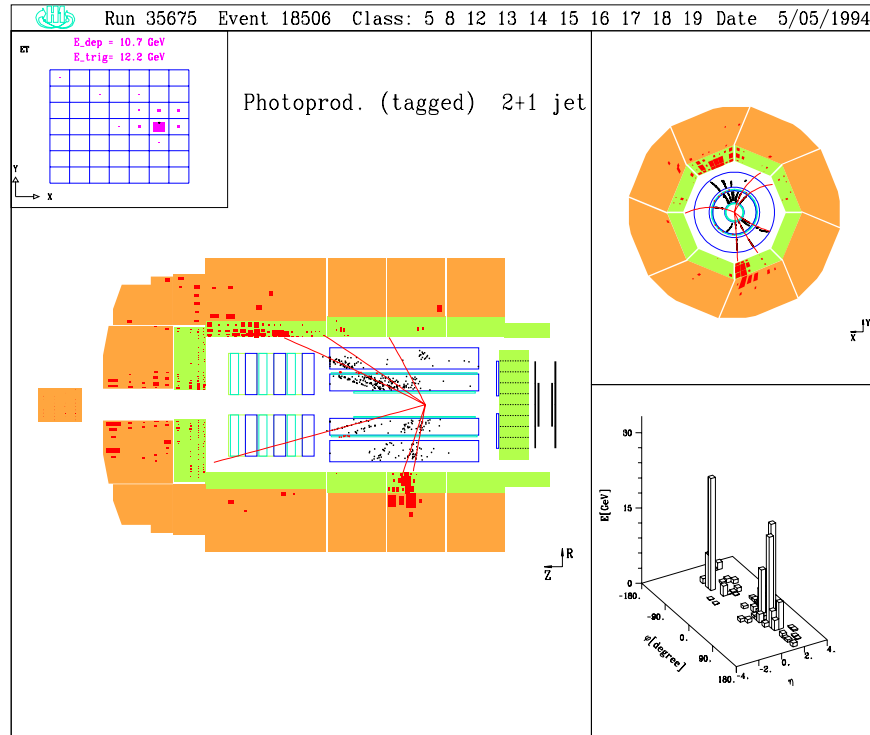 H1 Run 35675 Event 18506 Class: 5 8 12 13 14 15 16 17 18 19 Date 5/05/1994
ET
E_dep = 10.7 GeV
E_trig= 12.2 GeV
Y
X
Photoprod. (tagged) 2+1 jet
X
Y
Z
R
E[GeV]
30
15
0
-180.
-90.
0.
90.
180.
φ[degree]
-4.
-2.
0.
2.
4.
η